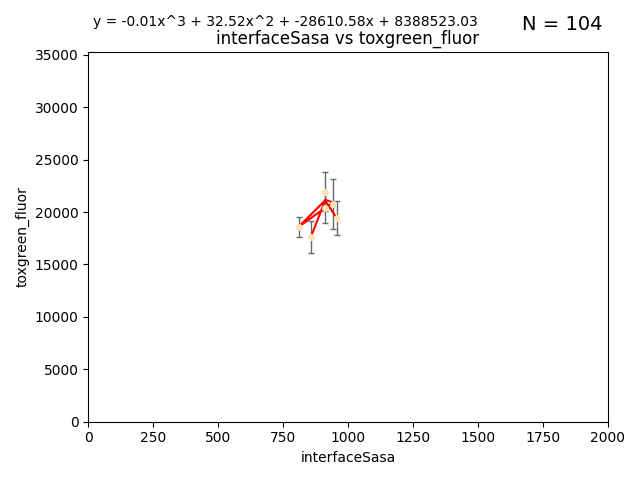 y = -0.01x^3 + 32.52x^2 + -28610.58x + 8388523.03
N = 104
interfaceSasa vs toxgreen_fluor
35000
30000
25000
20000
15000
10000
5000
0
toxgreen_fluor
0 250 500 750 1000 1250 1500 1750 2000
interfaceSasa